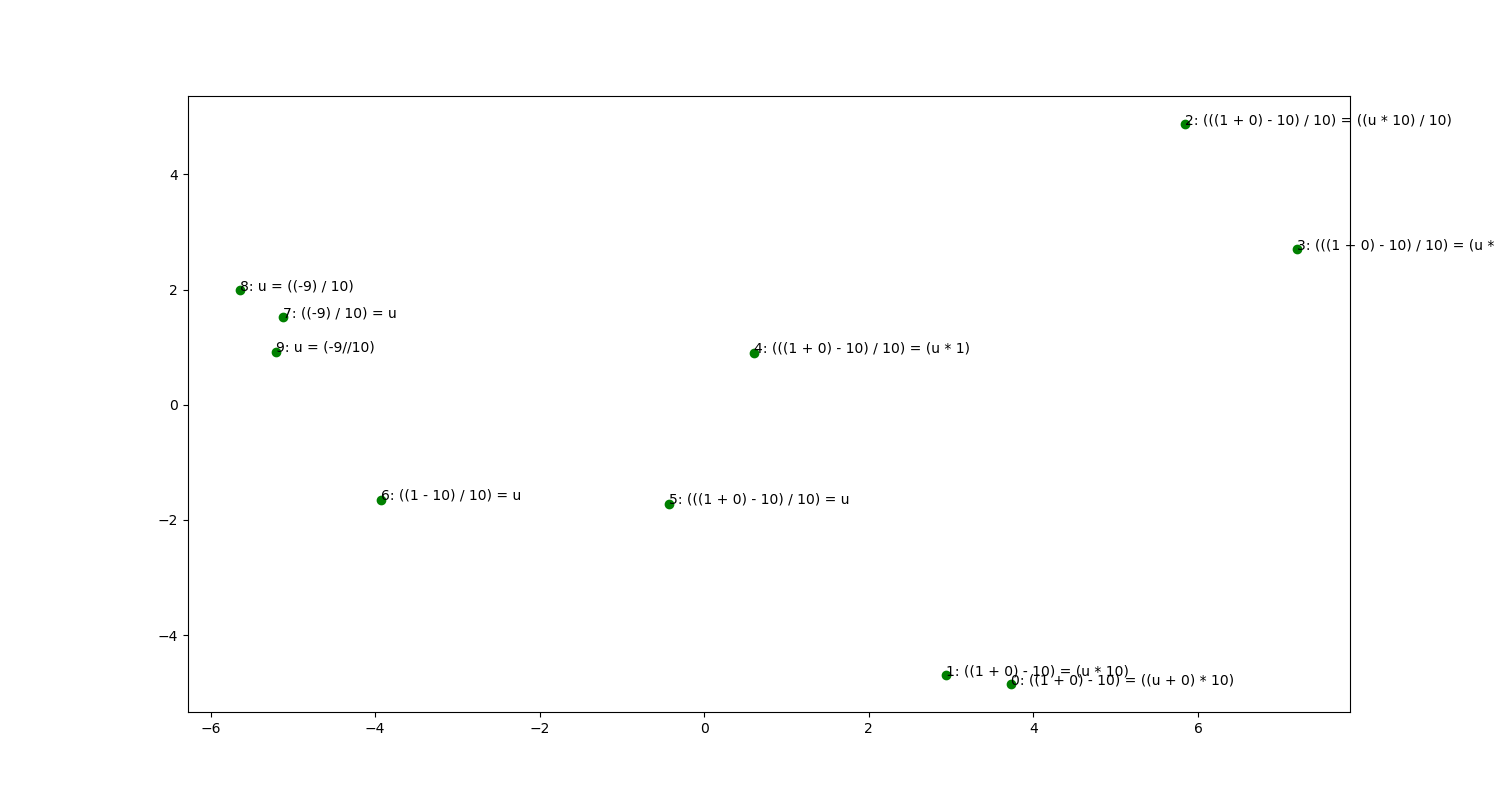 2: (((1 + 0) - 10) / 10) = ((u * 10) / 10)
4
3: (((1 + 0) - 10) / 10) = (u *
8: u = ((-9) / 10)
2
7: ((-9) / 10) = u
9: u = (-9//10)
4: (((1 + 0) - 10) / 10) = (u * 1)
0
6: ((1 - 10) / 10) = u
5: (((1 + 0) - 10) / 10) = u
−2
−4
1: ((1 + 0) - 10) = (u * 10)
0: ((1 + 0) - 10) = ((u + 0) * 10)
−6 −4 −2 0 2 4 6